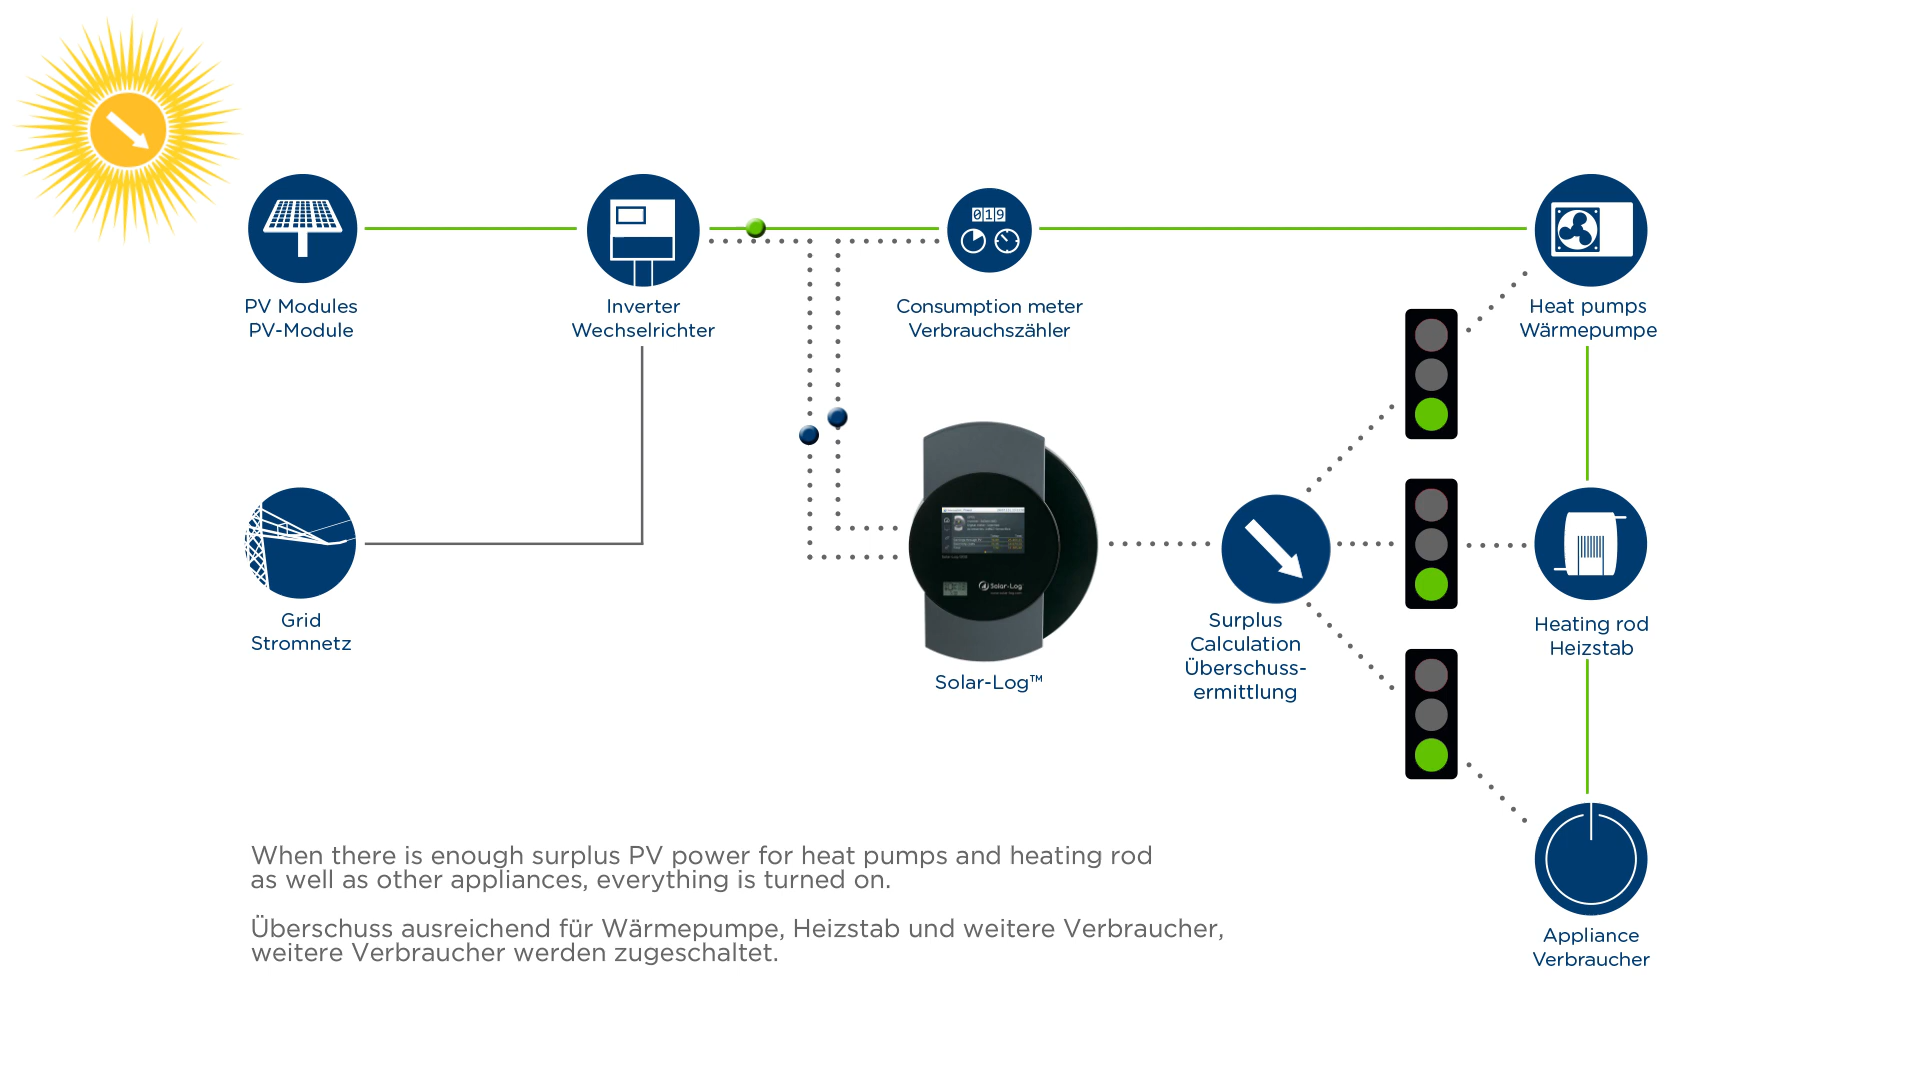 PV Modules
PV-Module
Inverter
Wechselrichter
019
Consumption meter
Verbrauchszähler
Heat pumps
Wärmepumpe
Grid
Stromnetz
Solar-Log
Solar-Log™
Surplus
Calculation
Überschuss-
ermittlung
Heating rod
Heizstab
Appliance
Verbraucher
When there is enough surplus PV power for heat pumps and heating rod
as well as other appliances, everything is turned on.
Überschuss ausreichend für Wärmepumpe, Heizstab und weitere Verbraucher,
weitere Verbraucher werden zugeschaltet.